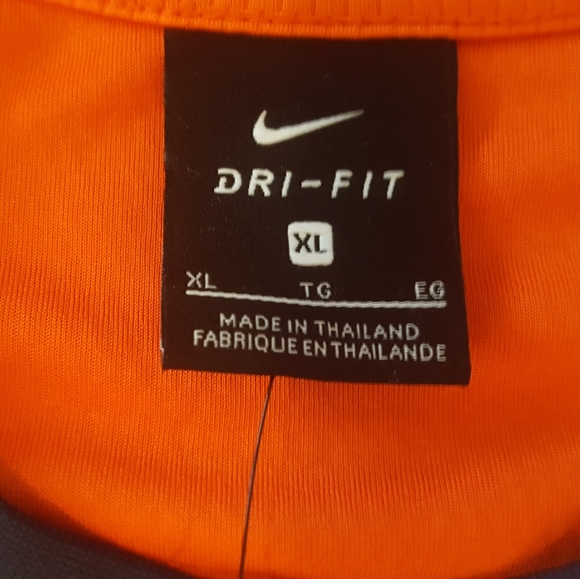 DRI-FIT
XL
XL TG EG
MADE IN THAILAND
FABRIQUE EN THAILANDE